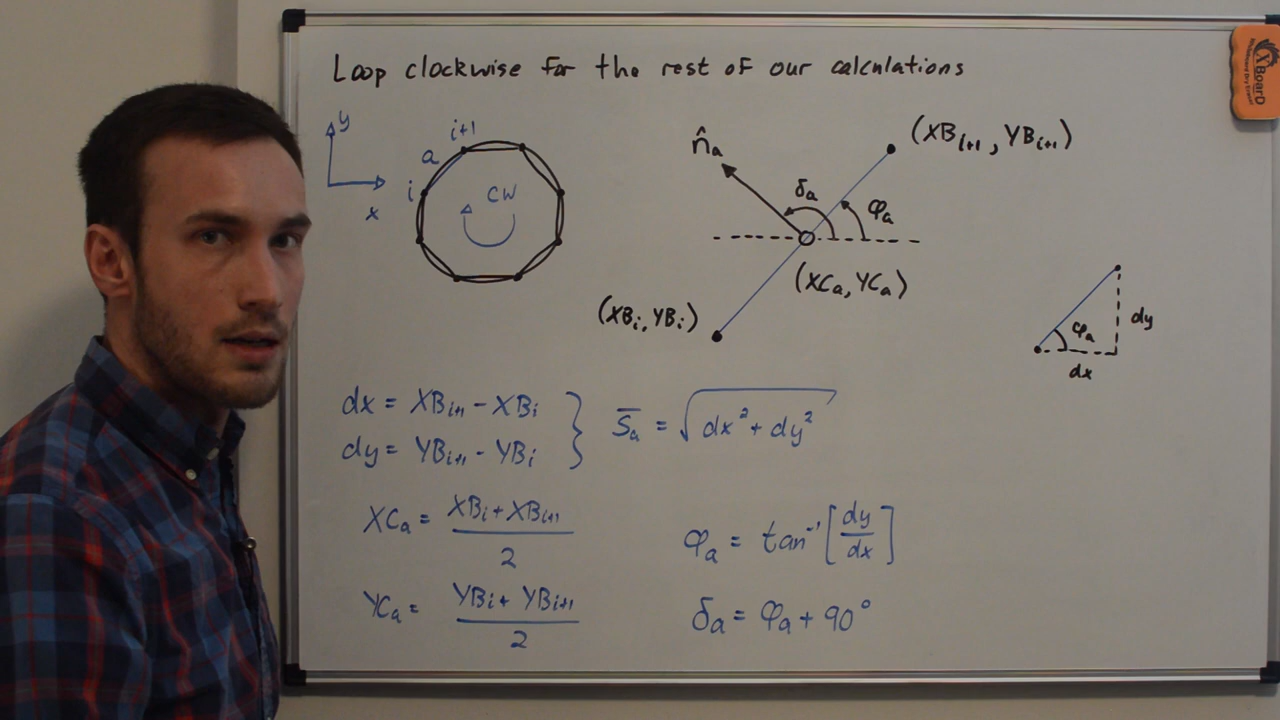 Loop clockwise for the rest of our calculations
XBoarD
y
x
i+1
a
i
CW
n̂ₐ
δₐ
φₐ
(XBᵢ₊₁, YBᵢ₊₁)
(XCₐ, YCₐ)
(XBᵢ, YBᵢ)
φₐ
dy
dx
dx = XBᵢ₊₁ - XBᵢ
dy = YBᵢ₊₁ - YBᵢ
S̄ₐ = √(dx² + dy²)
XCₐ = (XBᵢ + XBᵢ₊₁)/2
φₐ = tan⁻¹[dy/dx]
YCₐ = (YBᵢ + YBᵢ₊₁)/2
δₐ = φₐ + 90°